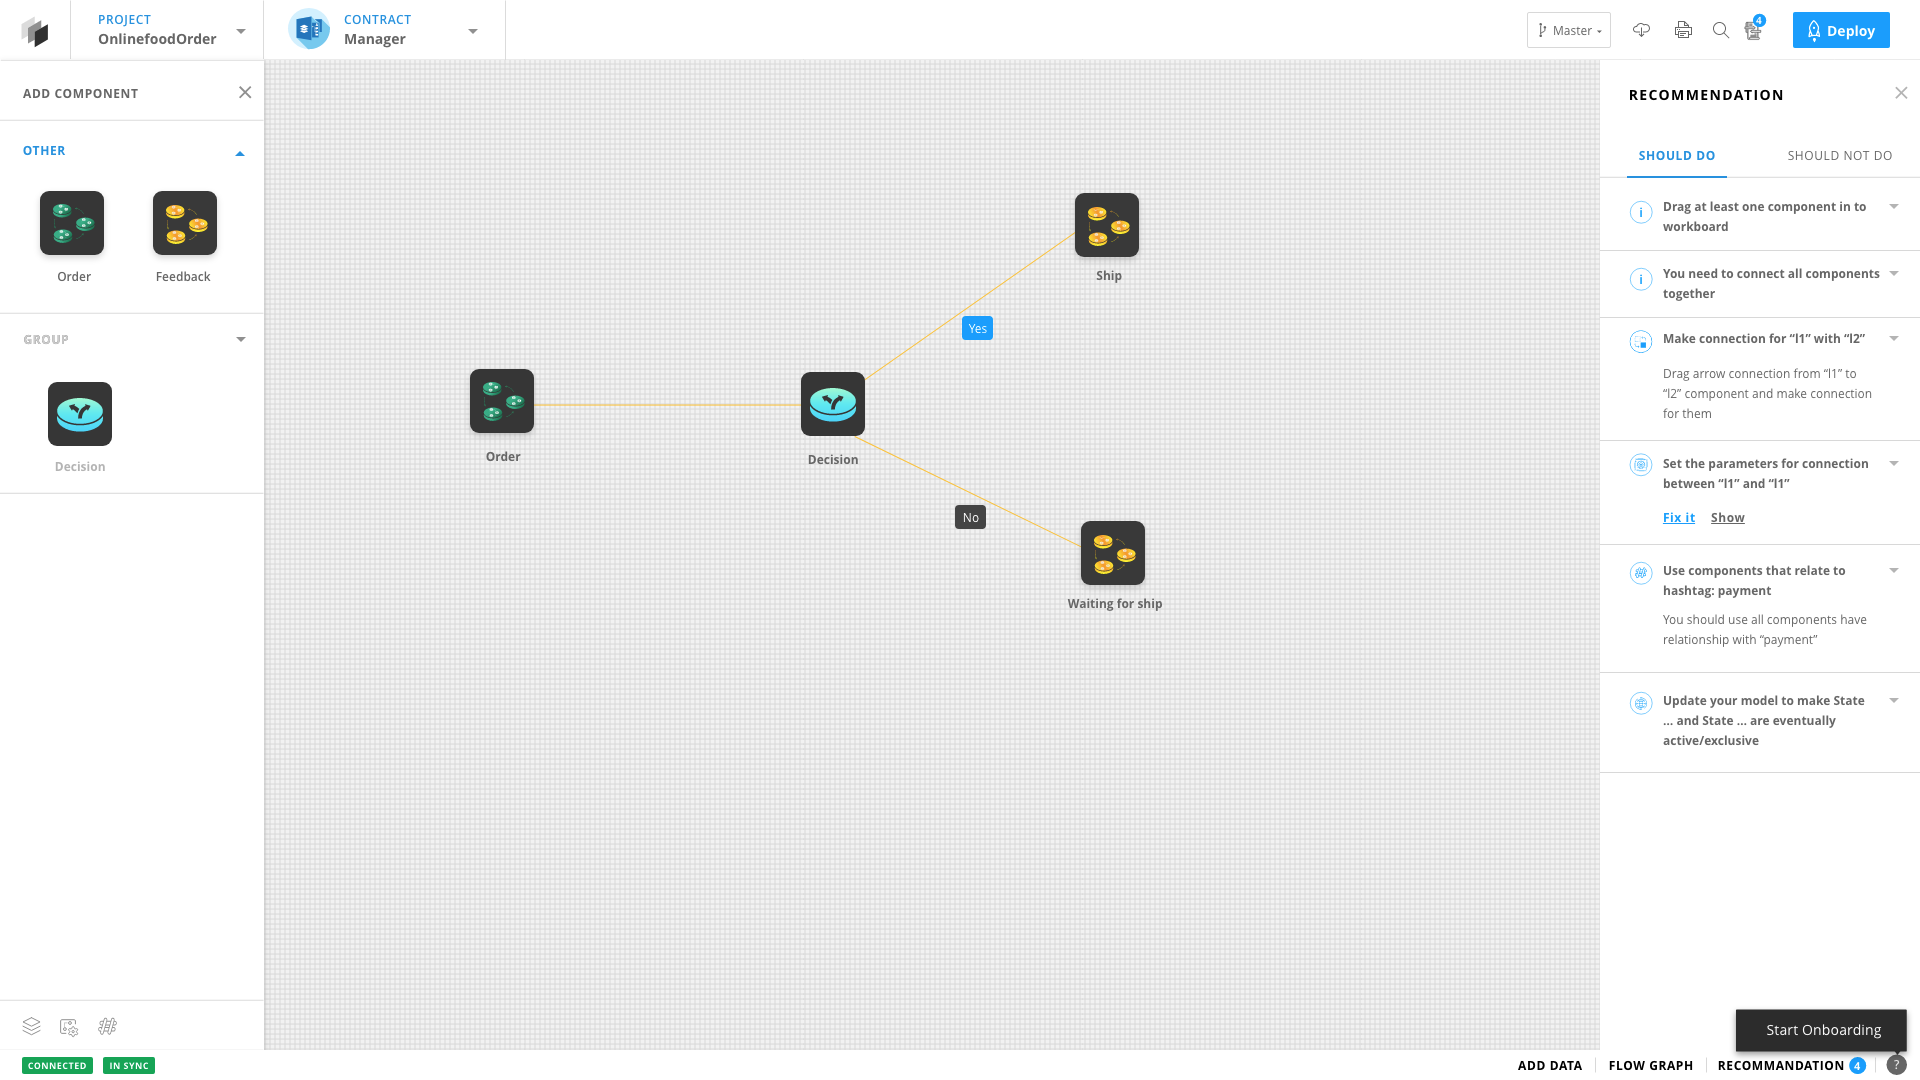 PROJECT
OnlinefoodOrder
CONTRACT
Manager
Master
4
Deploy
ADD COMPONENT
OTHER
Order
Feedback
GROUP
Decision
Order
Decision
Yes
No
Ship
Waiting for ship
RECOMMENDATION
SHOULD DO
SHOULD NOT DO
i
Drag at least one component in to
workboard
i
You need to connect all components
together
Make connection for “l1” with “l2”
Drag arrow connection from “l1” to
“l2” component and make connection
for them
Set the parameters for connection
between “l1” and “l1”
Fix it
Show
#
Use components that relate to
hashtag: payment
You should use all components have
relationship with “payment”
Update your model to make State
... and State ... are eventually
active/exclusive
Start Onboarding
CONNECTED
IN SYNC
ADD DATA
FLOW GRAPH
RECOMMANDATION 4
?